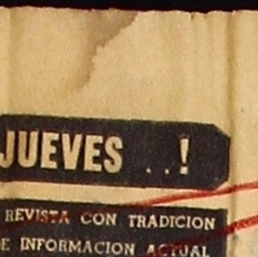 JUEVES ..!
REVISTA CON TRADICION
E INFORMACION ACTUAL